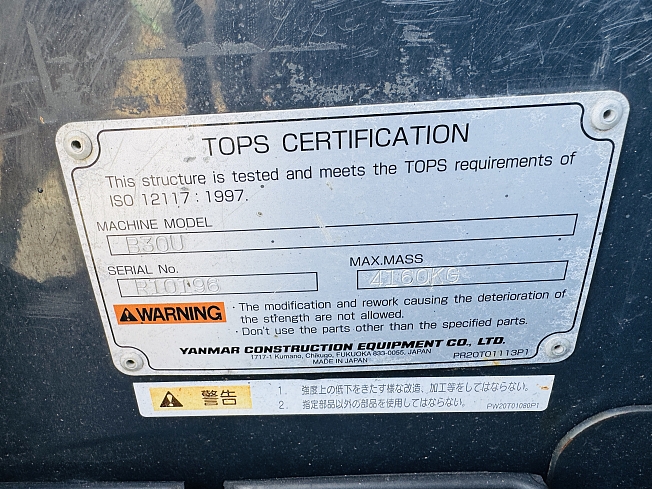 TOPS CERTIFICATION
This structure is tested and meets the TOPS requirements of
ISO 12117 : 1997.
MACHINE MODEL
B30U
SERIAL No.
R10196
MAX.MASS
4160KG
WARNING
· The modification and rework causing the deterioration of
the strength are not allowed.
· Don't use the parts other than the specified parts.
YANMAR CONSTRUCTION EQUIPMENT CO., LTD.
1717-1 Kumano, Chikugo, FUKUOKA 833-0055, JAPAN
MADE IN JAPAN
PR20T01113P1
警告
1. 強度上の低下をきたす様な改造、加工等をしてはならない。
2. 指定部品以外の部品を使用してはならない。
PW20T01080P1